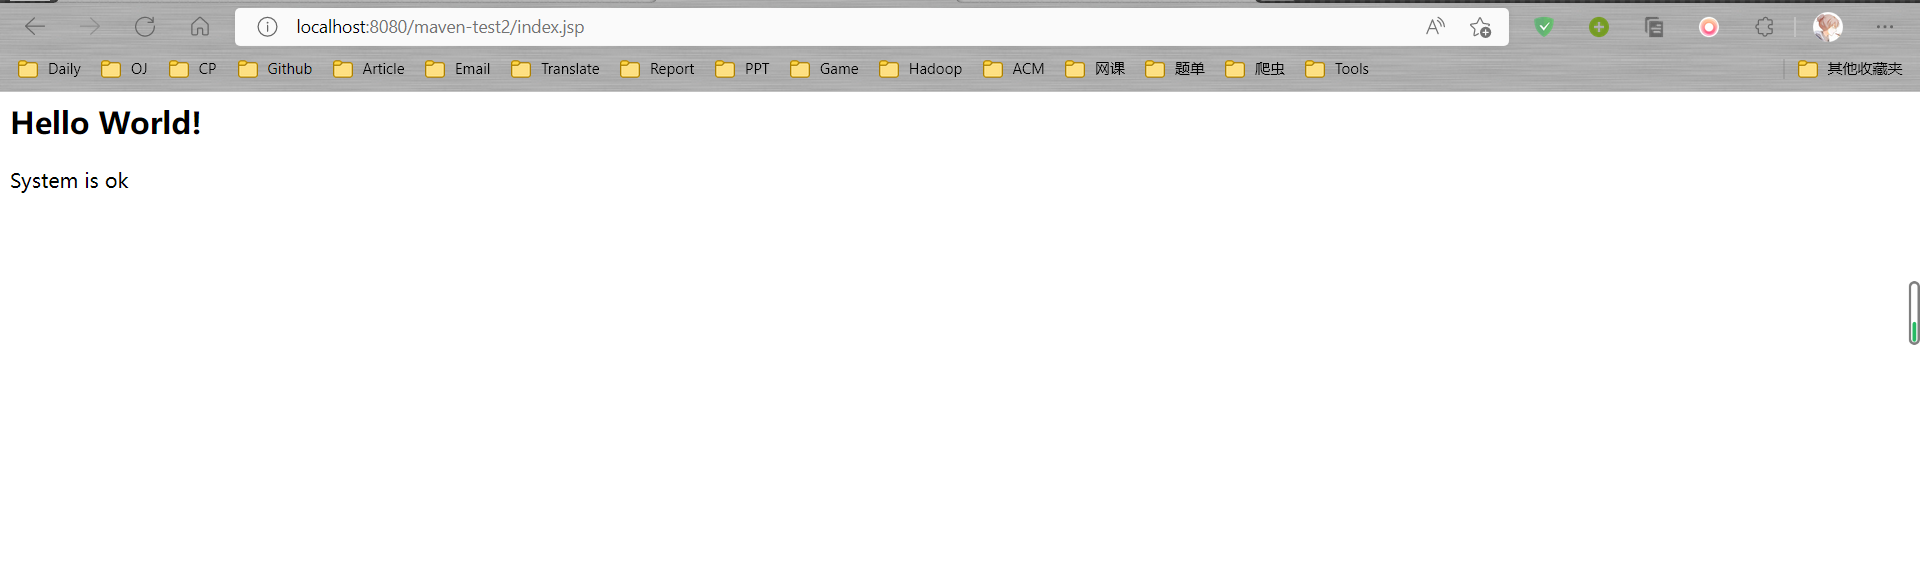 localhost:8080/maven-test2/index.jsp
Daily OJ CP Github Article Email Translate Report PPT Game Hadoop ACM 网课 题单 爬虫 Tools 其他收藏夹
Hello World!
System is ok